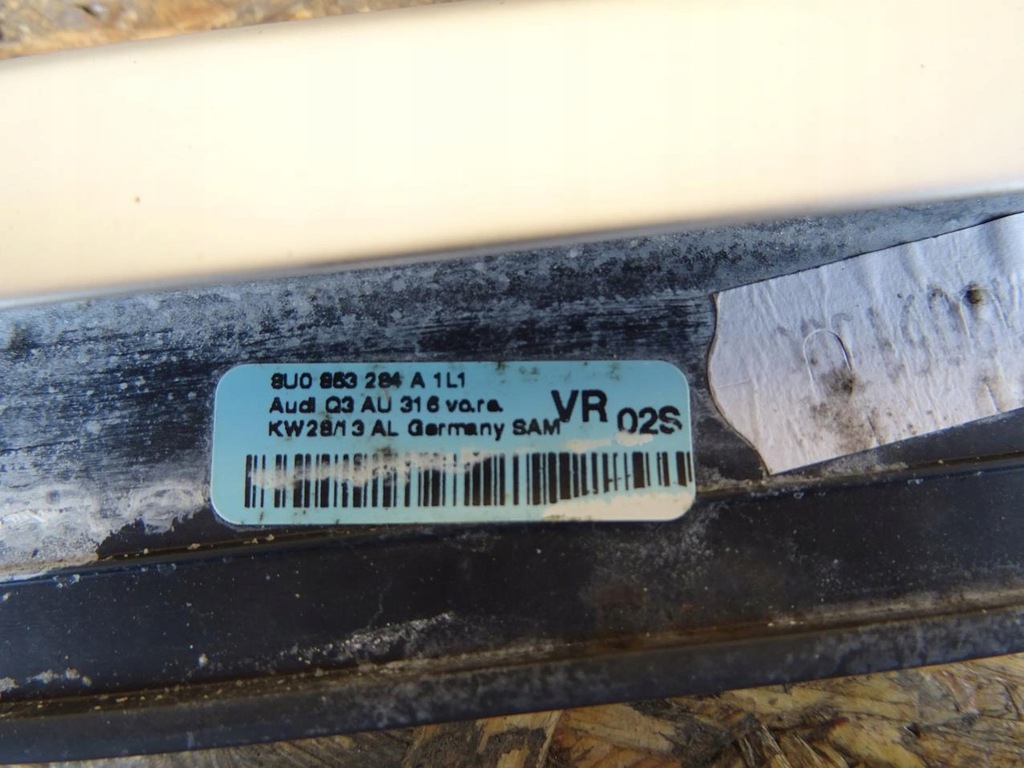 8U0 853 284 A 1L1
Audi Q3 AU 316 vo.re.
KW28/13 AL Germany SAM VR 02S